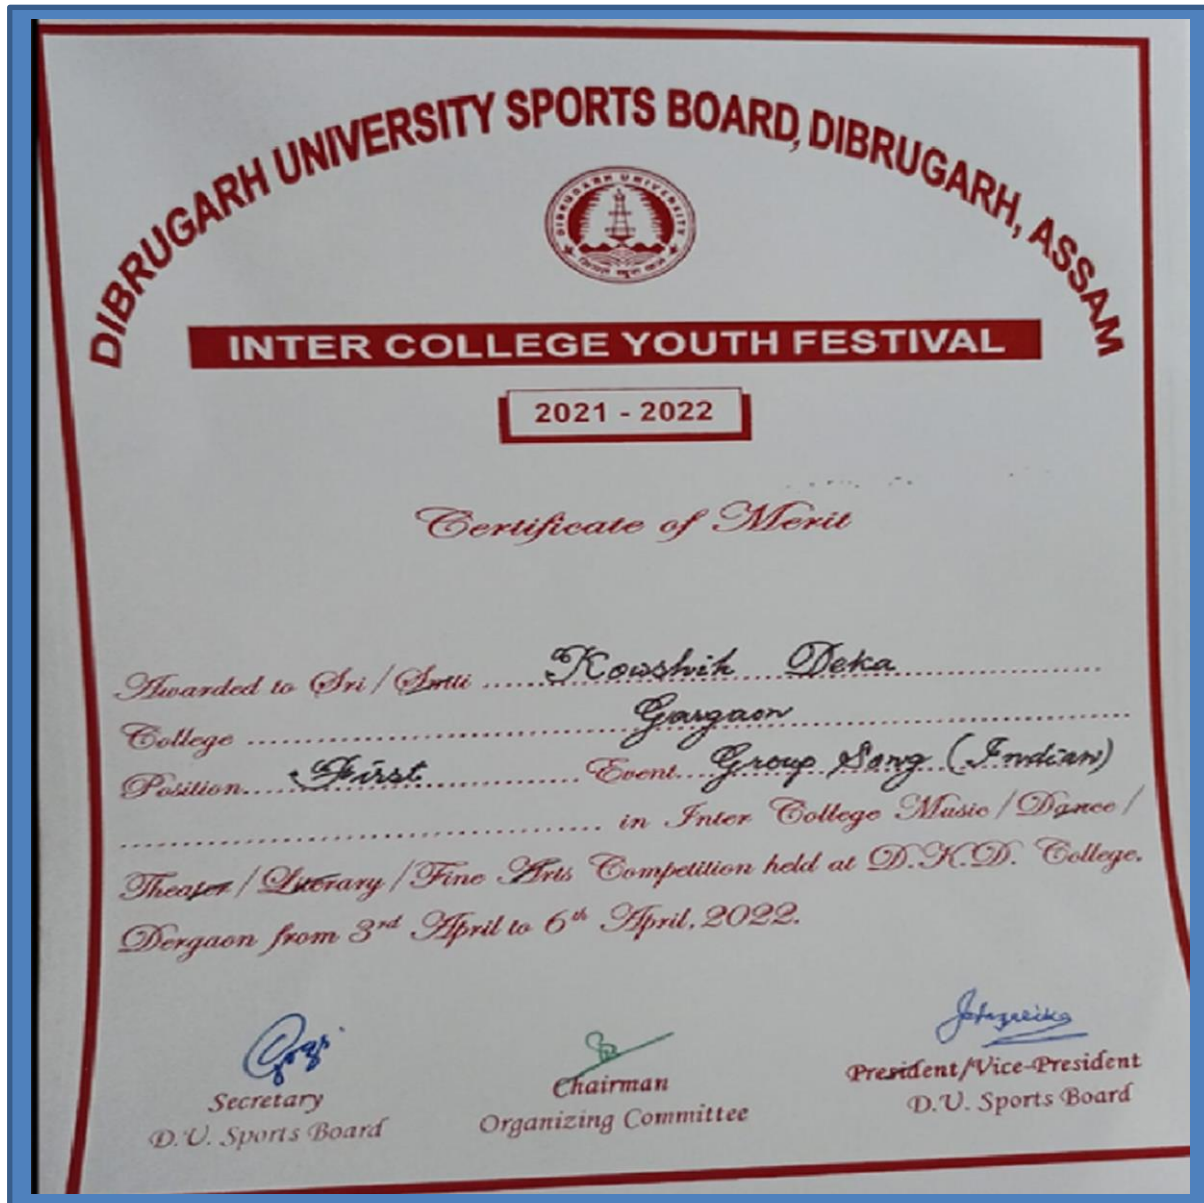 DIBRUGARH UNIVERSITY SPORTS BOARD, DIBRUGARH, ASSAM
DIBRUGARH UNIVERSITY
INTER COLLEGE YOUTH FESTIVAL
2021 - 2022
Certificate of Merit
Awarded to Sri / Smti Kowshik Deka
College Gargaon
Position First Event Group Song (Indian)
in Inter College Music / Dance /
Theater / Literary / Fine Arts Competition held at D.K.D. College,
Dergaon from 3rd April to 6th April, 2022.
Secretary Chairman President/Vice-President
D.U. Sports Board Organizing Committee D.U. Sports Board